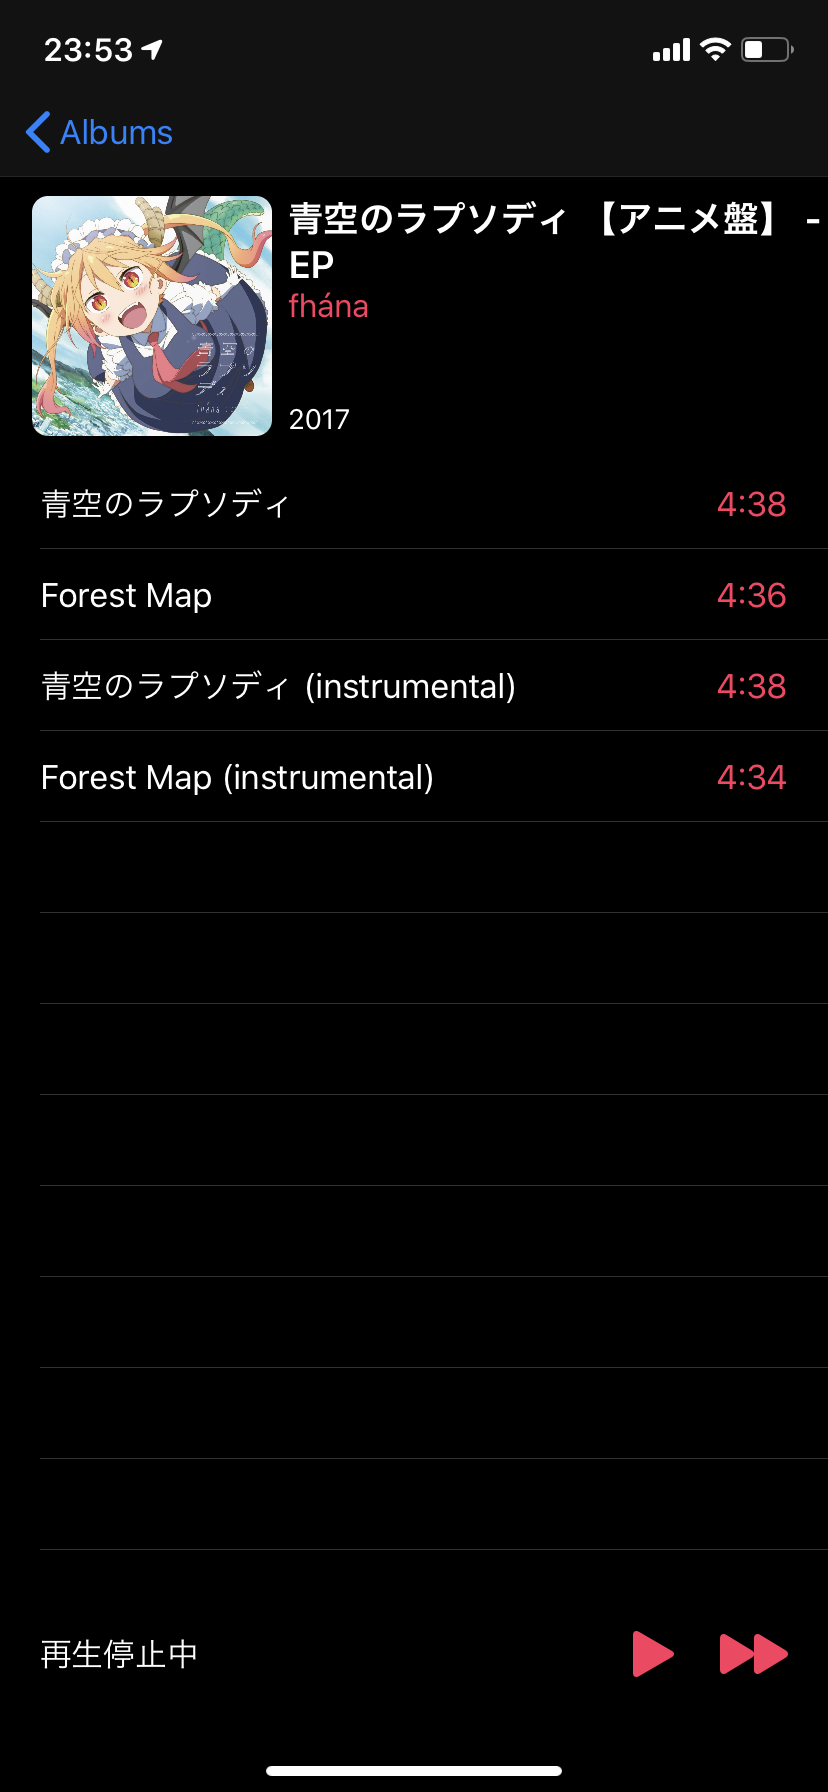 23:53
Albums
青空のラプソディ 【アニメ盤】 -
EP
fhána
2017
青空の
ラプソ
ディ
fhána
青空のラプソディ 4:38
Forest Map 4:36
青空のラプソディ (instrumental) 4:38
Forest Map (instrumental) 4:34
再生停止中